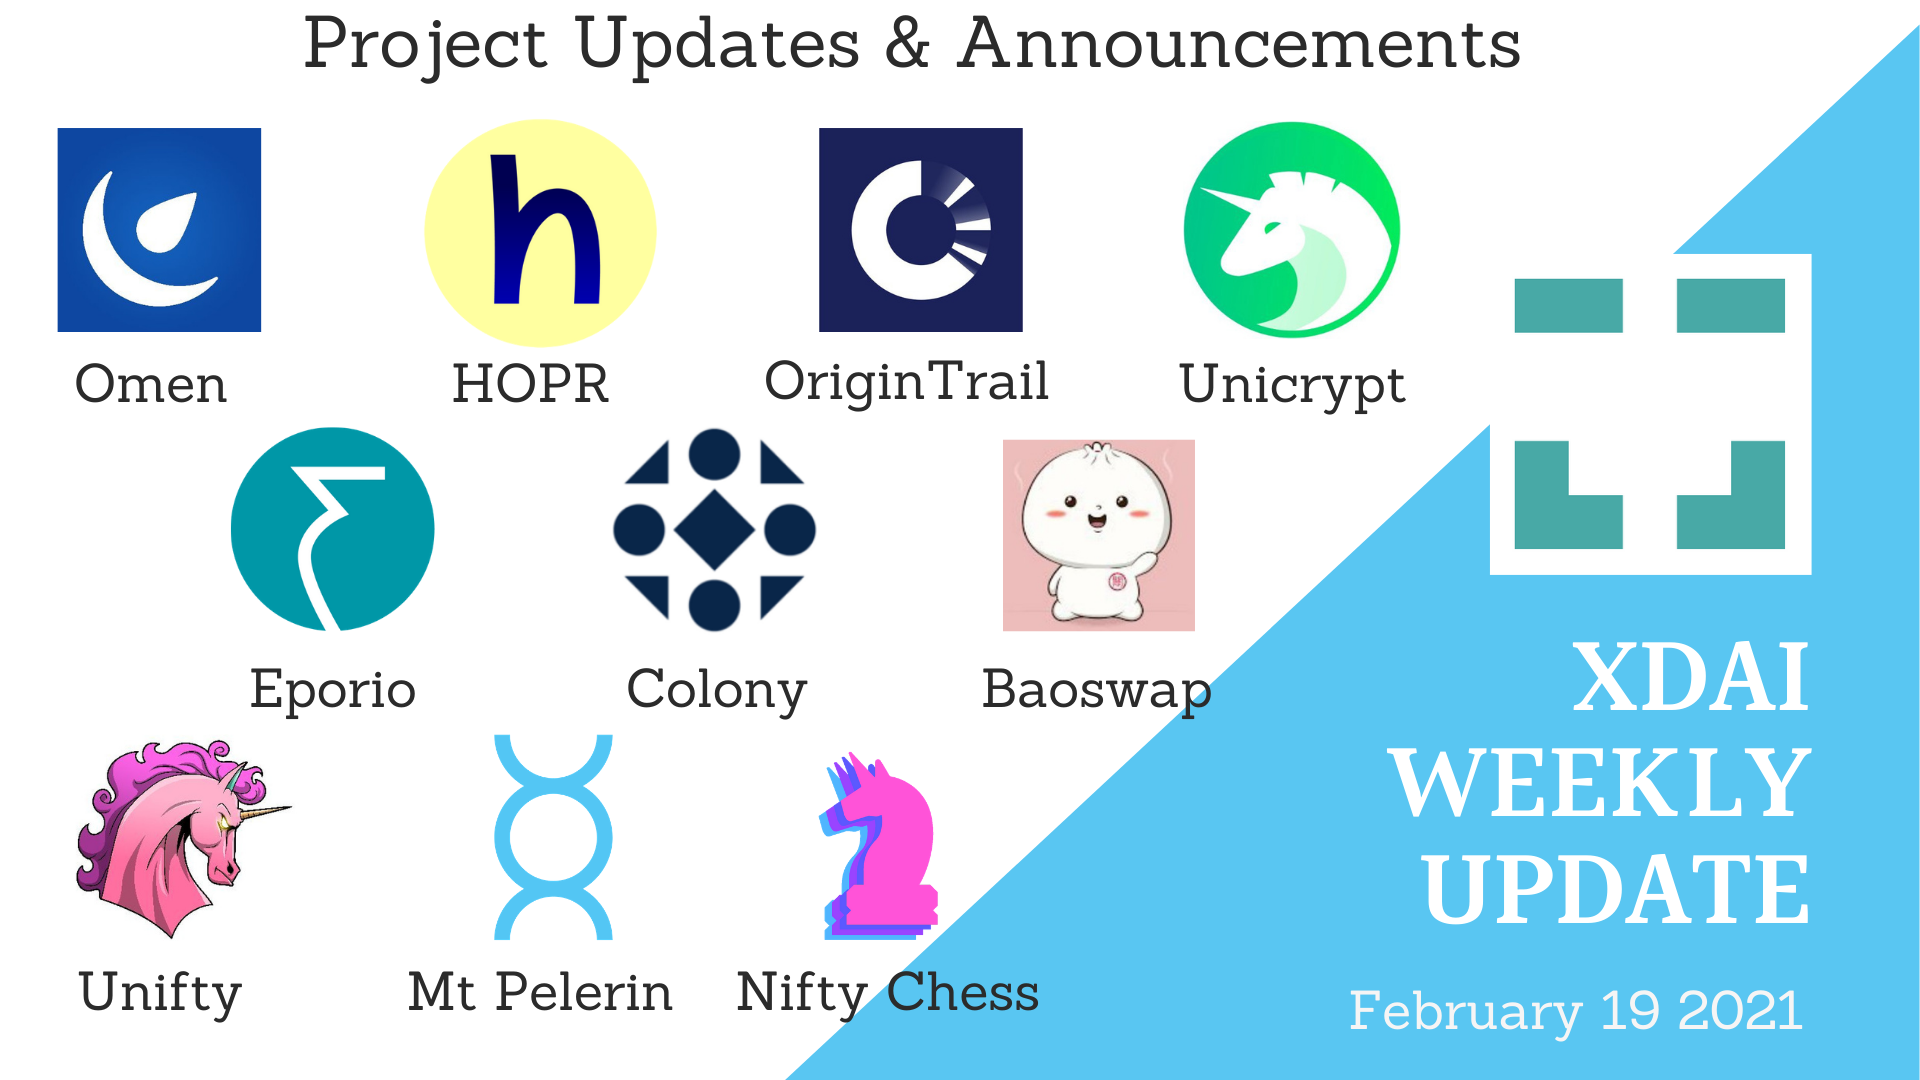 Project Updates & Announcements
h
Omen
HOPR
OriginTrail
Unicrypt
Eporio
Colony
Baoswap
Unifty
Mt Pelerin
Nifty Chess
XDAI
WEEKLY
UPDATE
February 19 2021